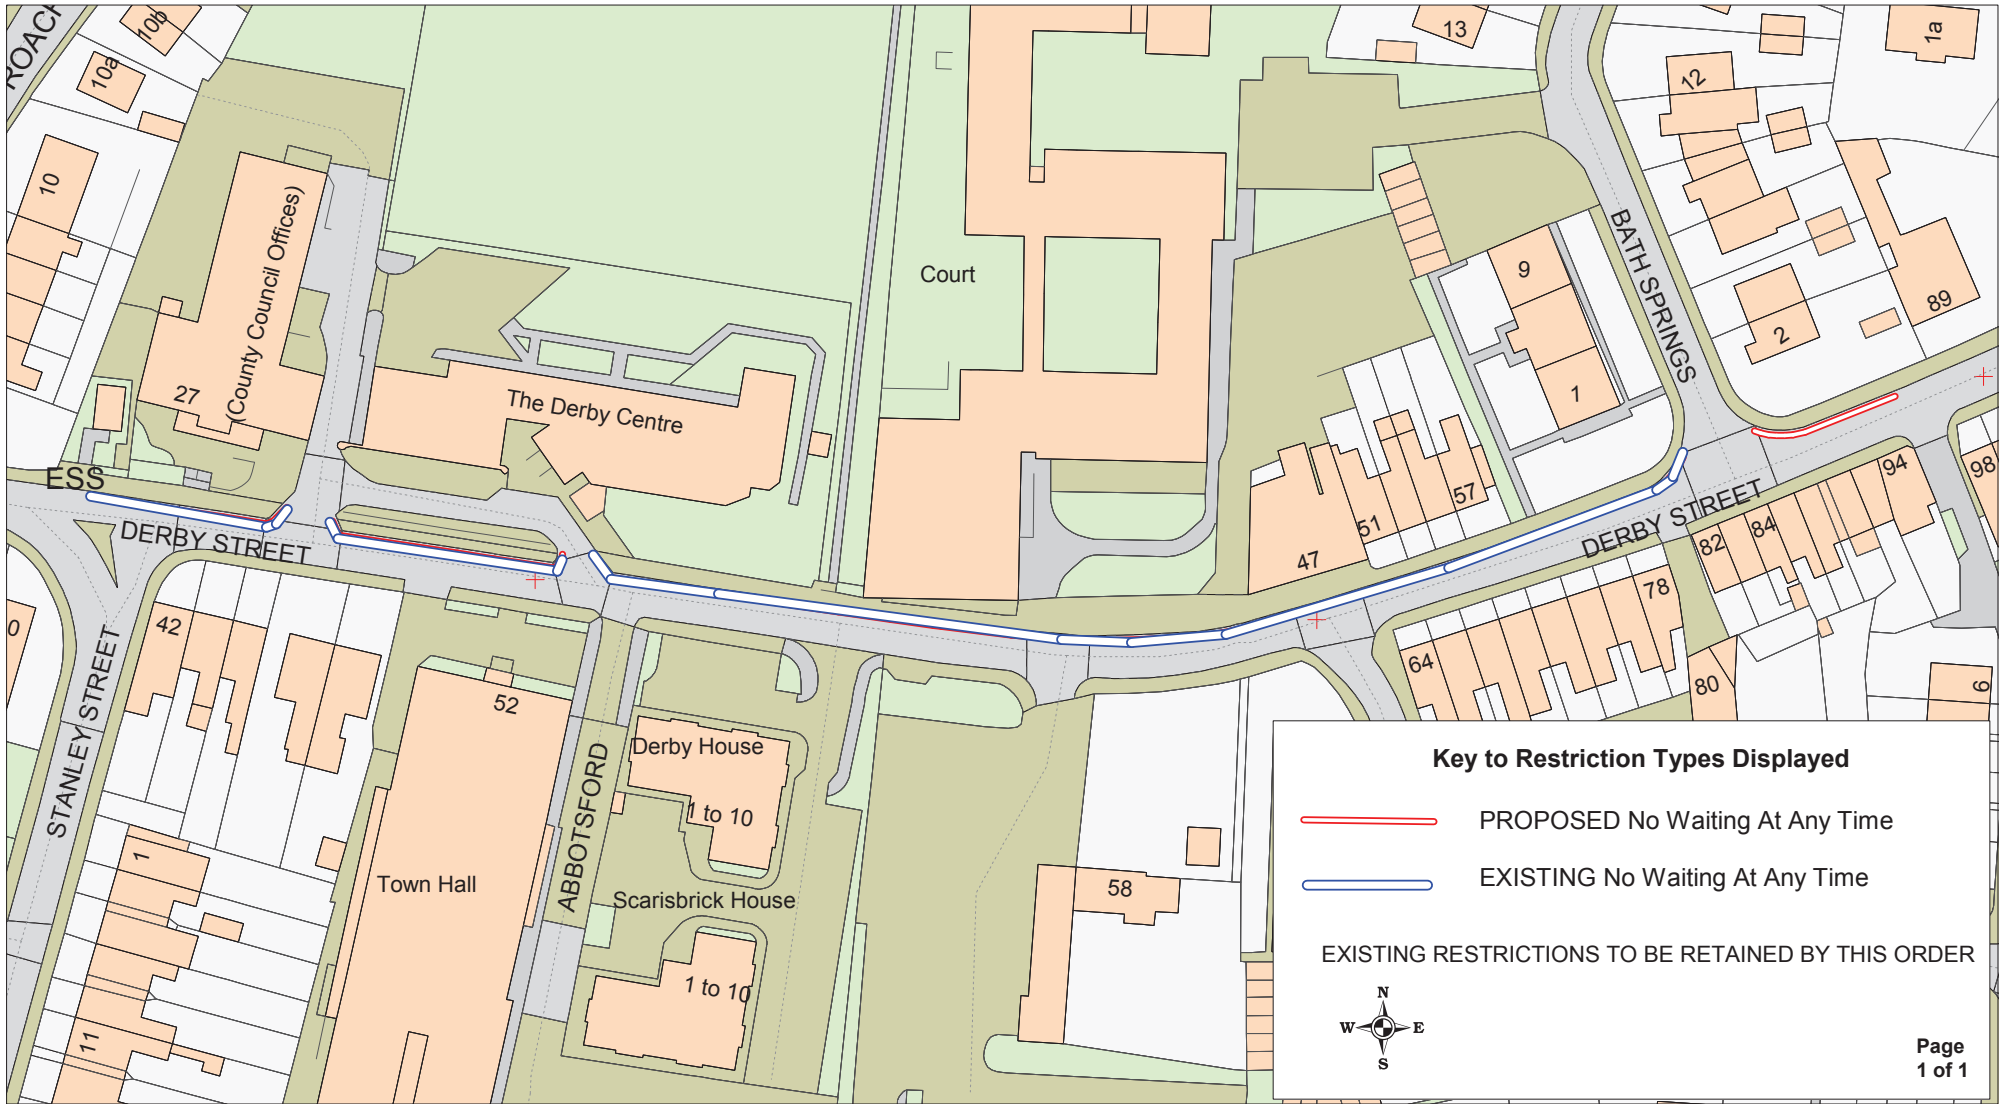 ROACH
10b
10a
10
13
1a
12
(County Council Offices)
27
The Derby Centre
Court
BATH SPRINGS
9
1
2
89
ESS
DERBY STREET
47
51
57
DERBY STREET
82
84
94
98
0
42
STANLEY STREET
52
64
78
80
6
Derby House
1 to 10
ABBOTSFORD
Town Hall
Scarisbrick House
1 to 10
58
1
11
Key to Restriction Types Displayed
PROPOSED No Waiting At Any Time
EXISTING No Waiting At Any Time
EXISTING RESTRICTIONS TO BE RETAINED BY THIS ORDER
N
W E
S
Page
1 of 1